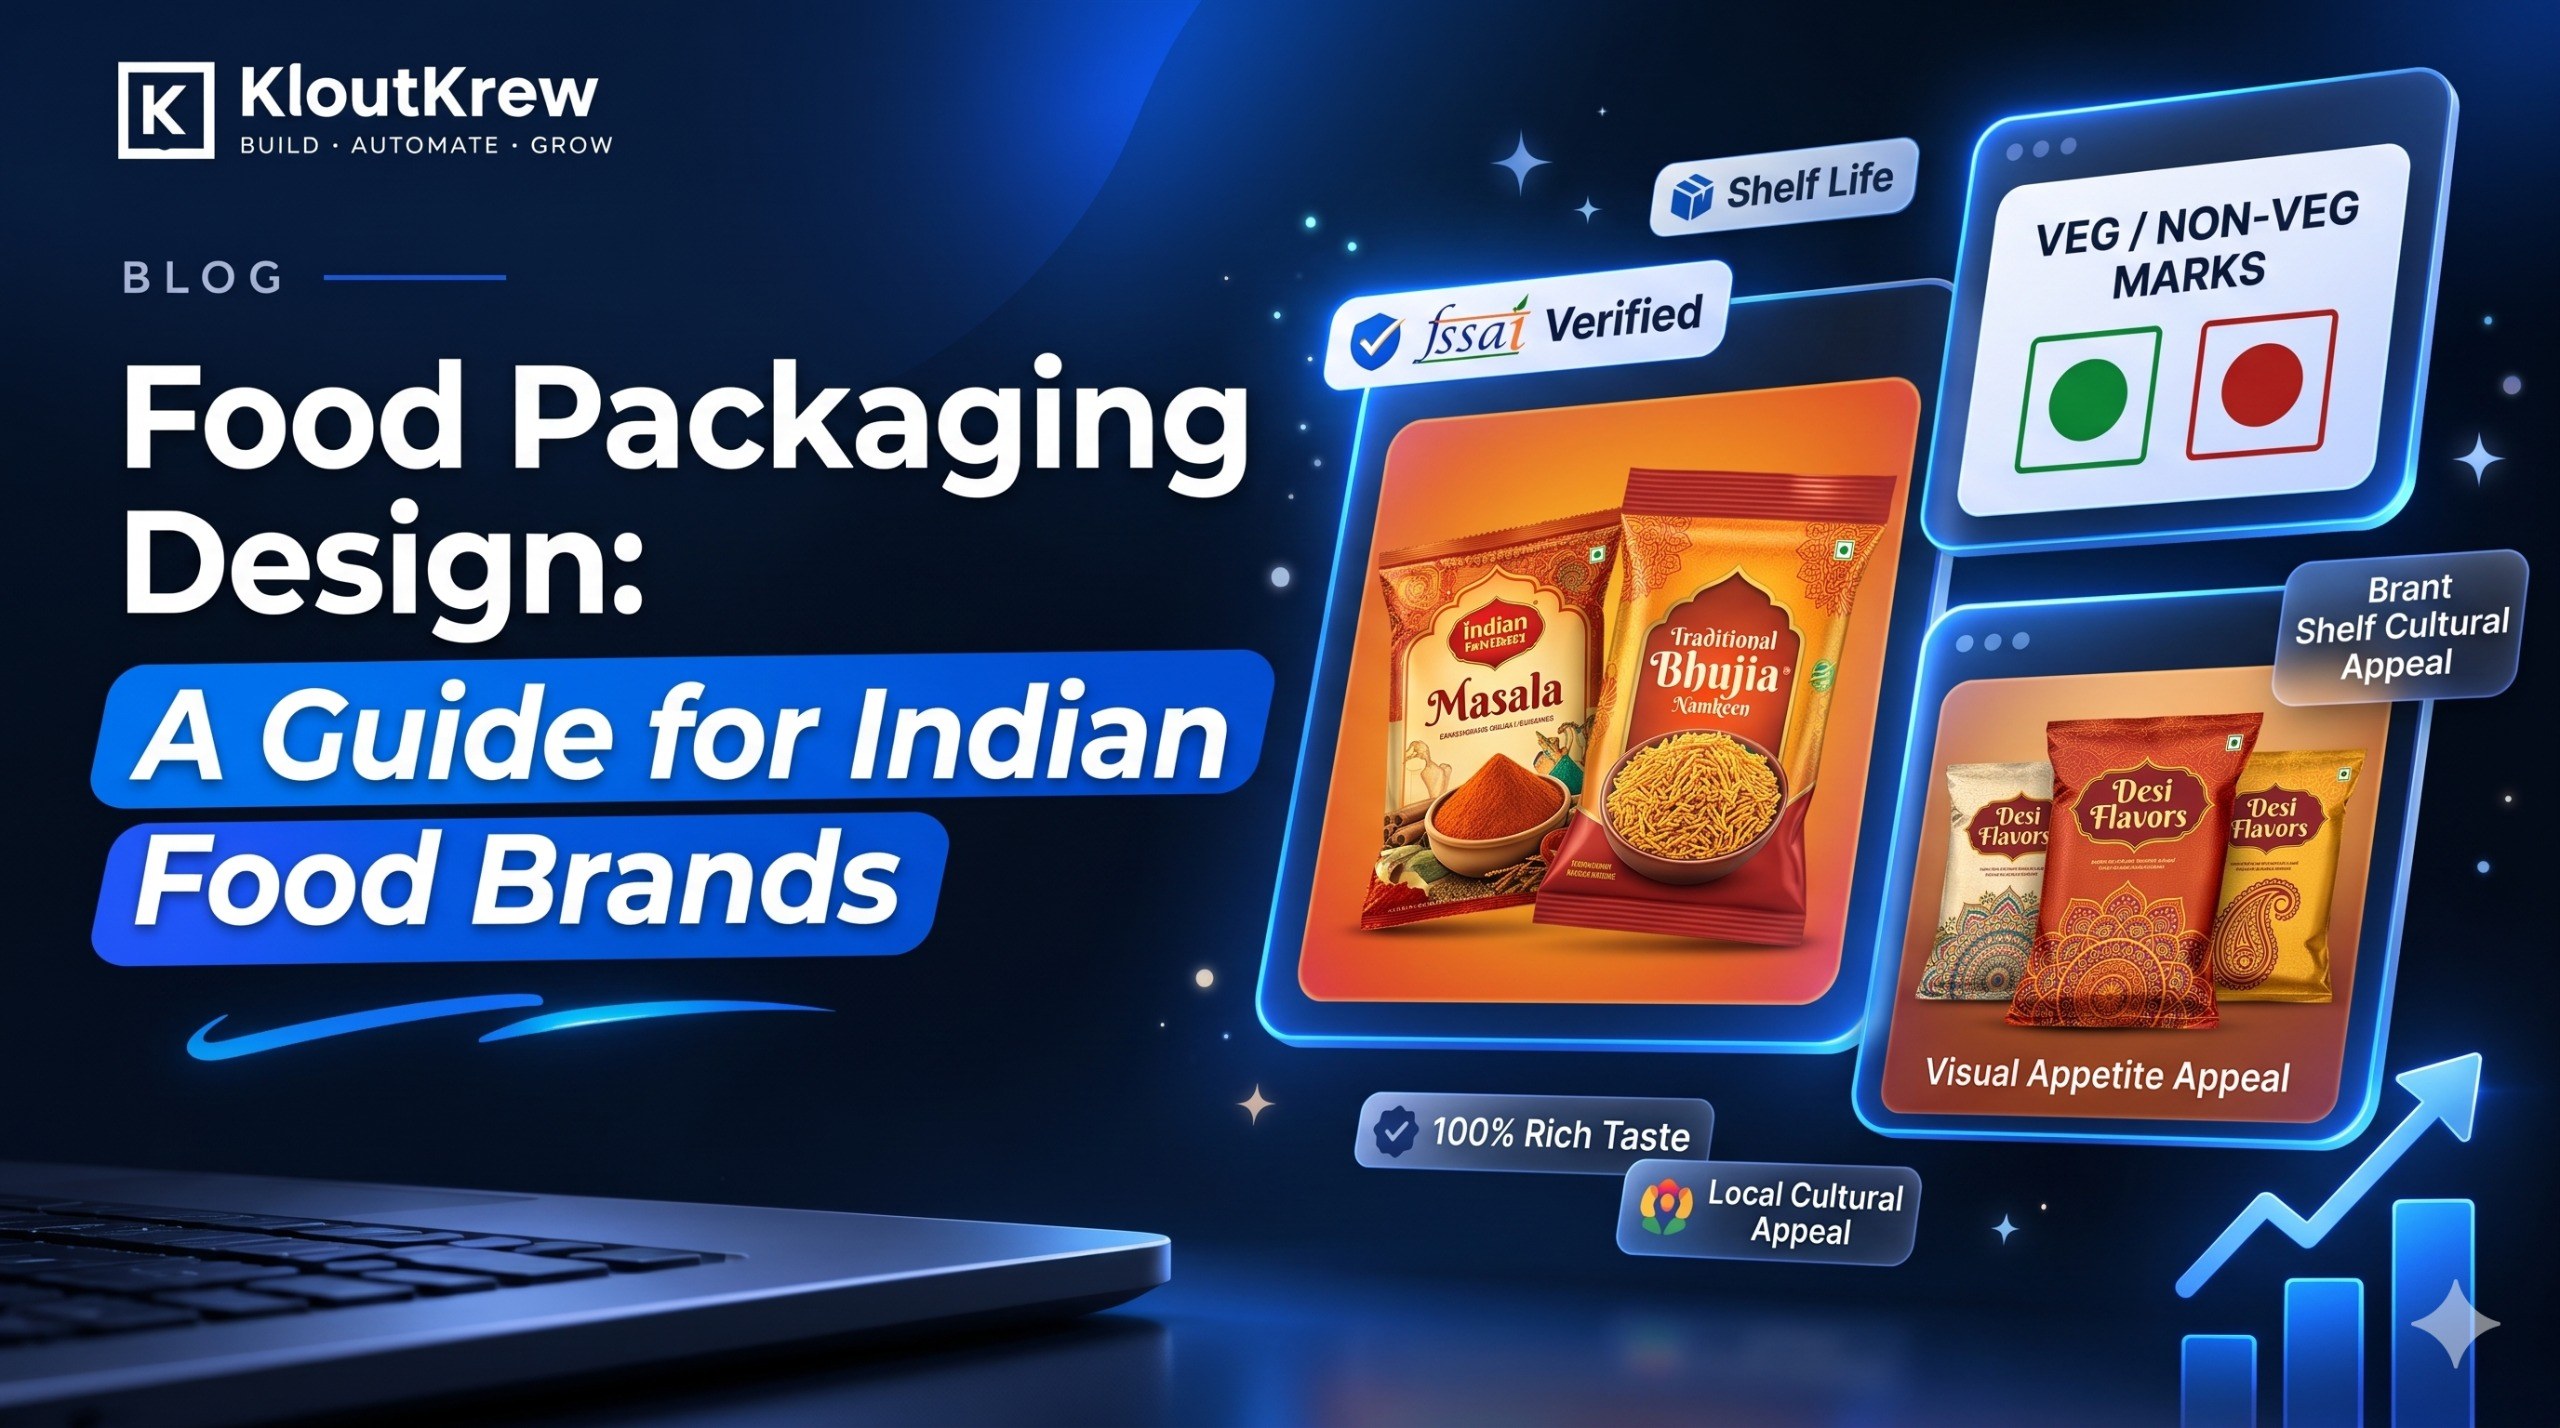 K
KloutKrew
BUILD · AUTOMATE · GROW
BLOG
Food Packaging
Design:
A Guide for Indian
Food Brands
Shelf Life
fssai Verified
VEG / NON-VEG
MARKS
Indian
Masala
Traditional
Bhujia
Namkeen
Brant
Shelf Cultural
Appeal
Desi
Flavors
Desi
Flavors
Desi
Flavors
Visual Appetite Appeal
100% Rich Taste
Local Cultural
Appeal